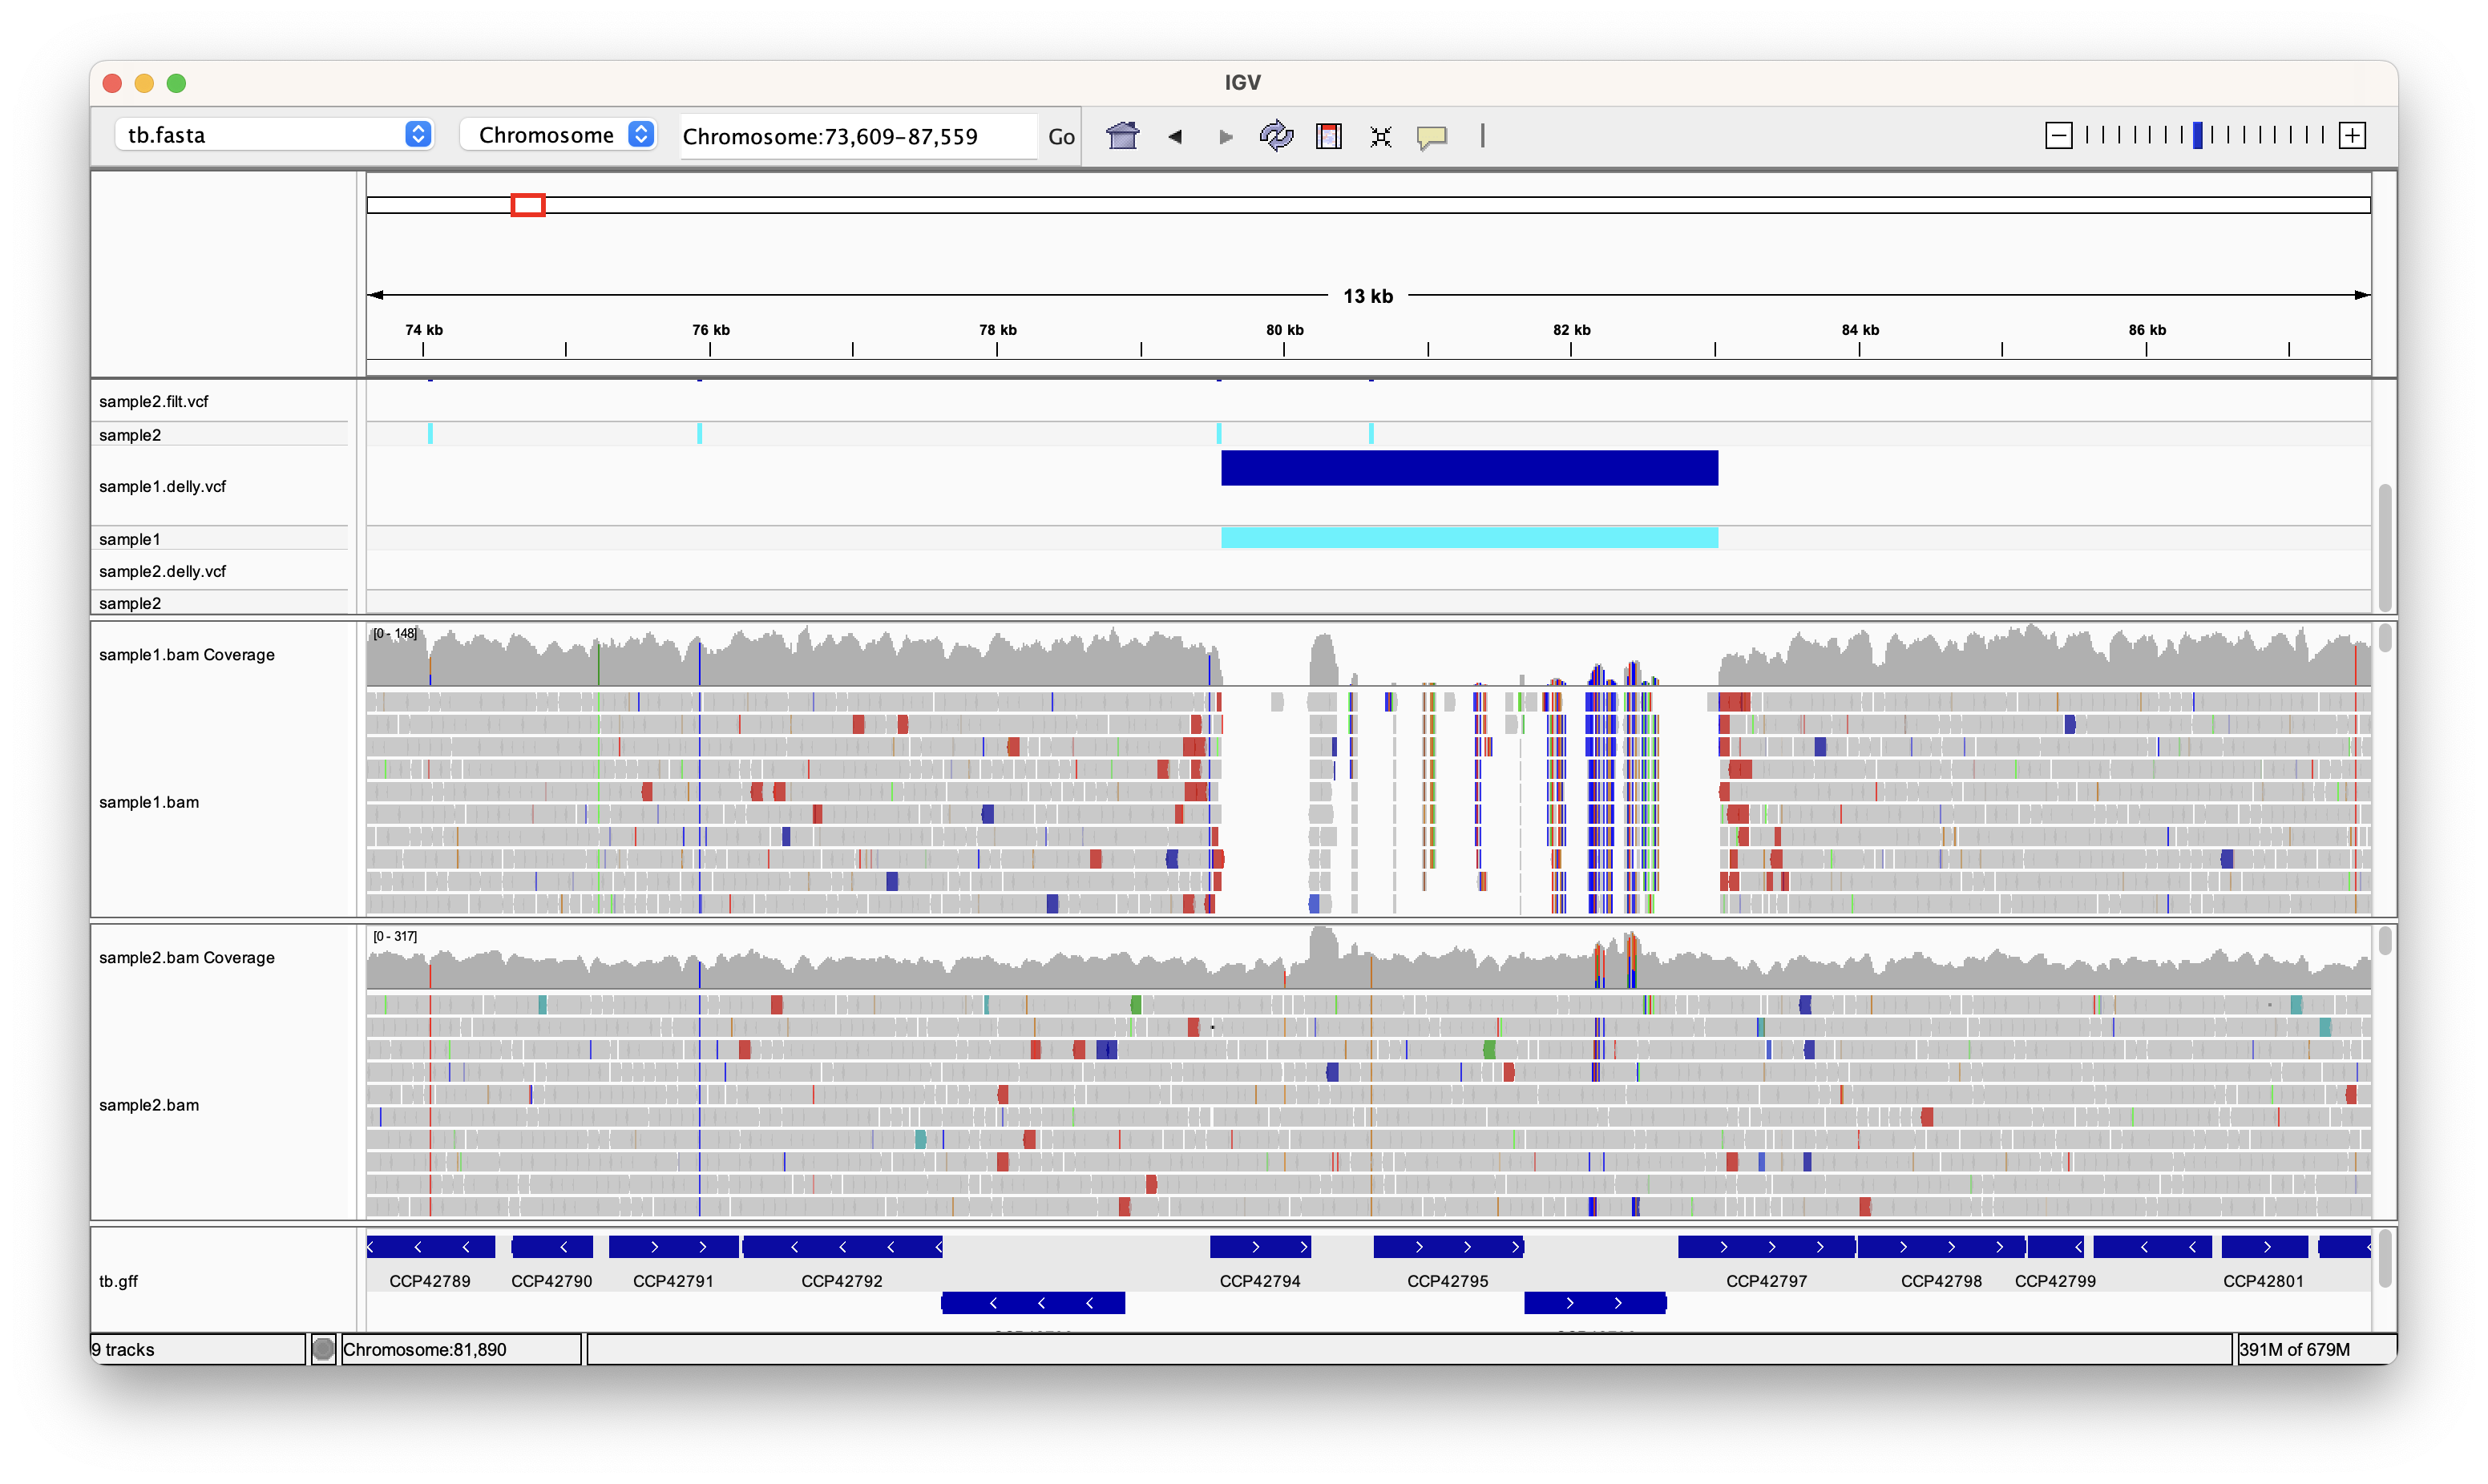 IGV
tb.fasta Chromosome Chromosome:73,609-87,559 Go
13 kb
74 kb 76 kb 78 kb 80 kb 82 kb 84 kb 86 kb
sample2.filt.vcf
sample2
sample1.delly.vcf
sample1
sample2.delly.vcf
sample2
[0 - 148]
sample1.bam Coverage
sample1.bam
[0 - 317]
sample2.bam Coverage
sample2.bam
tb.gff
CCP42789 CCP42790 CCP42791 CCP42792 CCP42794 CCP42795 CCP42797 CCP42798 CCP42799 CCP42801
9 tracks Chromosome:81,890 391M of 679M